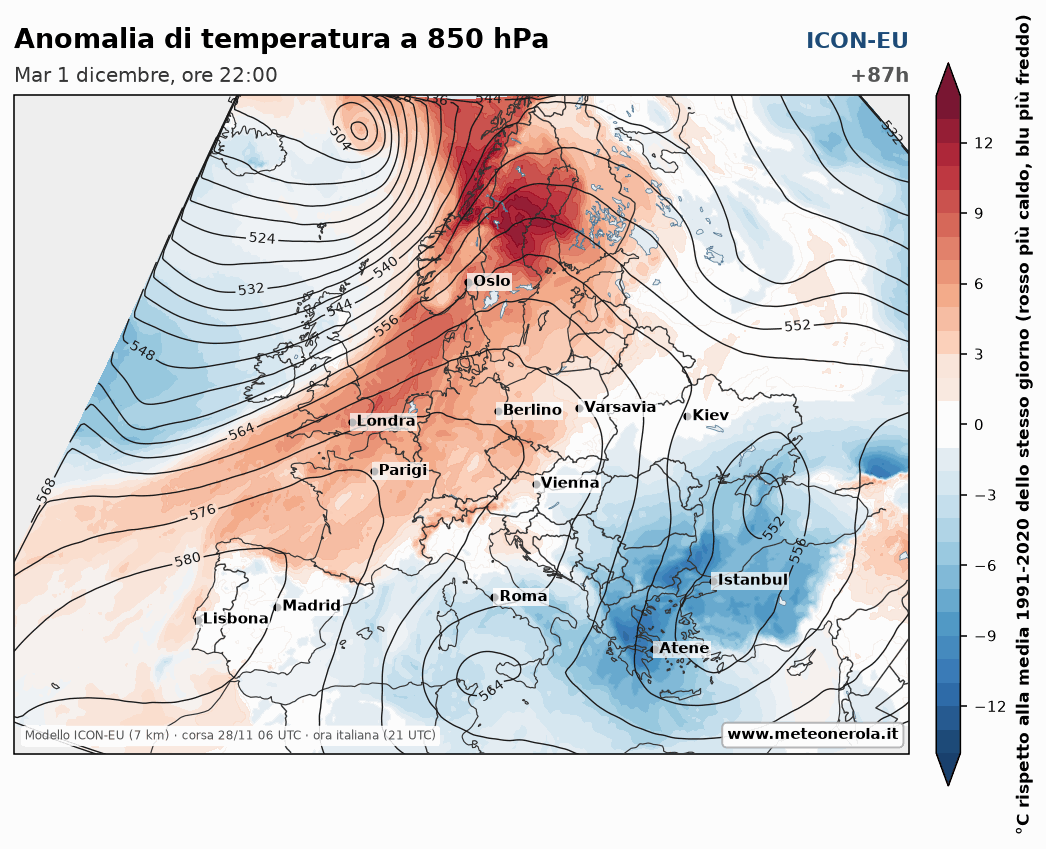 Anomalia di temperatura a 850 hPa
ICON-EU
Mar 1 dicembre, ore 22:00
+87h
504
536
544
532
524
540
532
544
556
552
548
Oslo
Berlino
Varsavia
Kiev
Londra
564
Parigi
Vienna
568
576
552
556
580
Istanbul
Roma
Madrid
Lisbona
Atene
564
Modello ICON-EU (7 km) · corsa 28/11 06 UTC · ora italiana (21 UTC)
www.meteonerola.it
12
9
6
3
0
−3
−6
−9
−12
°C rispetto alla media 1991-2020 dello stesso giorno (rosso più caldo, blu più freddo)